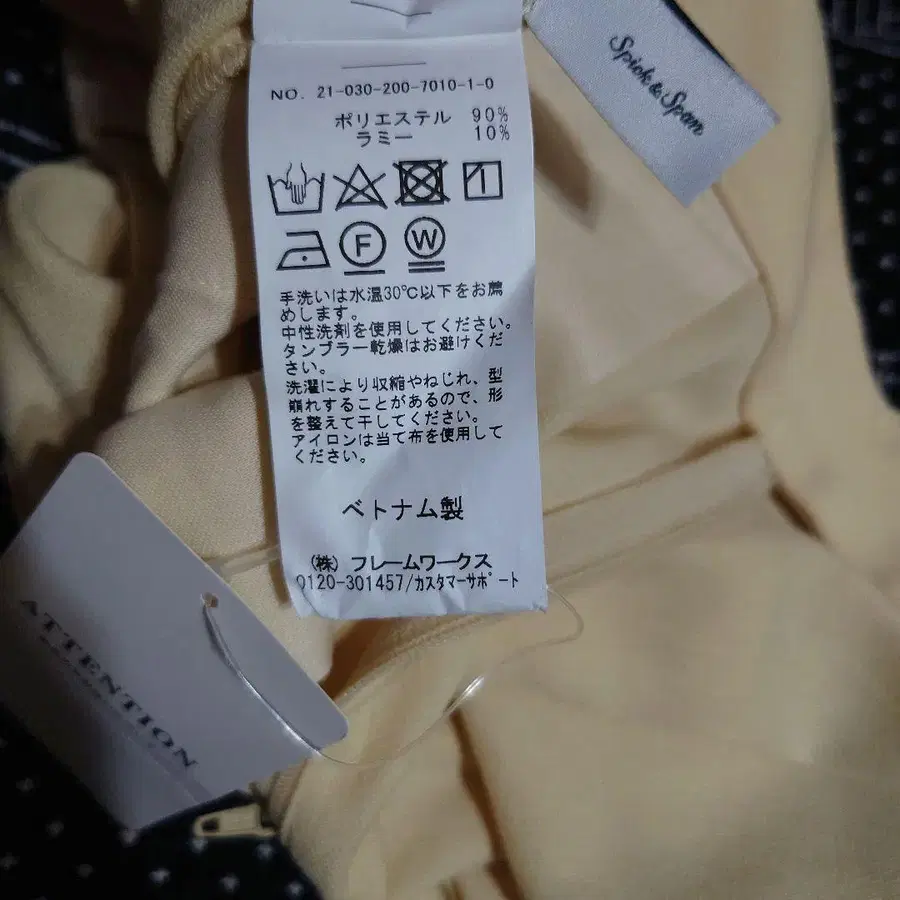 NO. 21-030-200-7010-1-0
ポリエステル 90%
ラミー 10%
F
W
手洗いは水温30℃以下をお薦
めします。
中性洗剤を使用してください。
タンブラー乾燥はお避けくだ
さい。
洗濯により収縮やねじれ、型
崩れすることがあるので、形
を整えて干してください。
アイロンは当て布を使用して
ください。
ベトナム製
(株) フレームワークス
0120-301457/カスタマーサポート
Spick & Span
ATTENTION